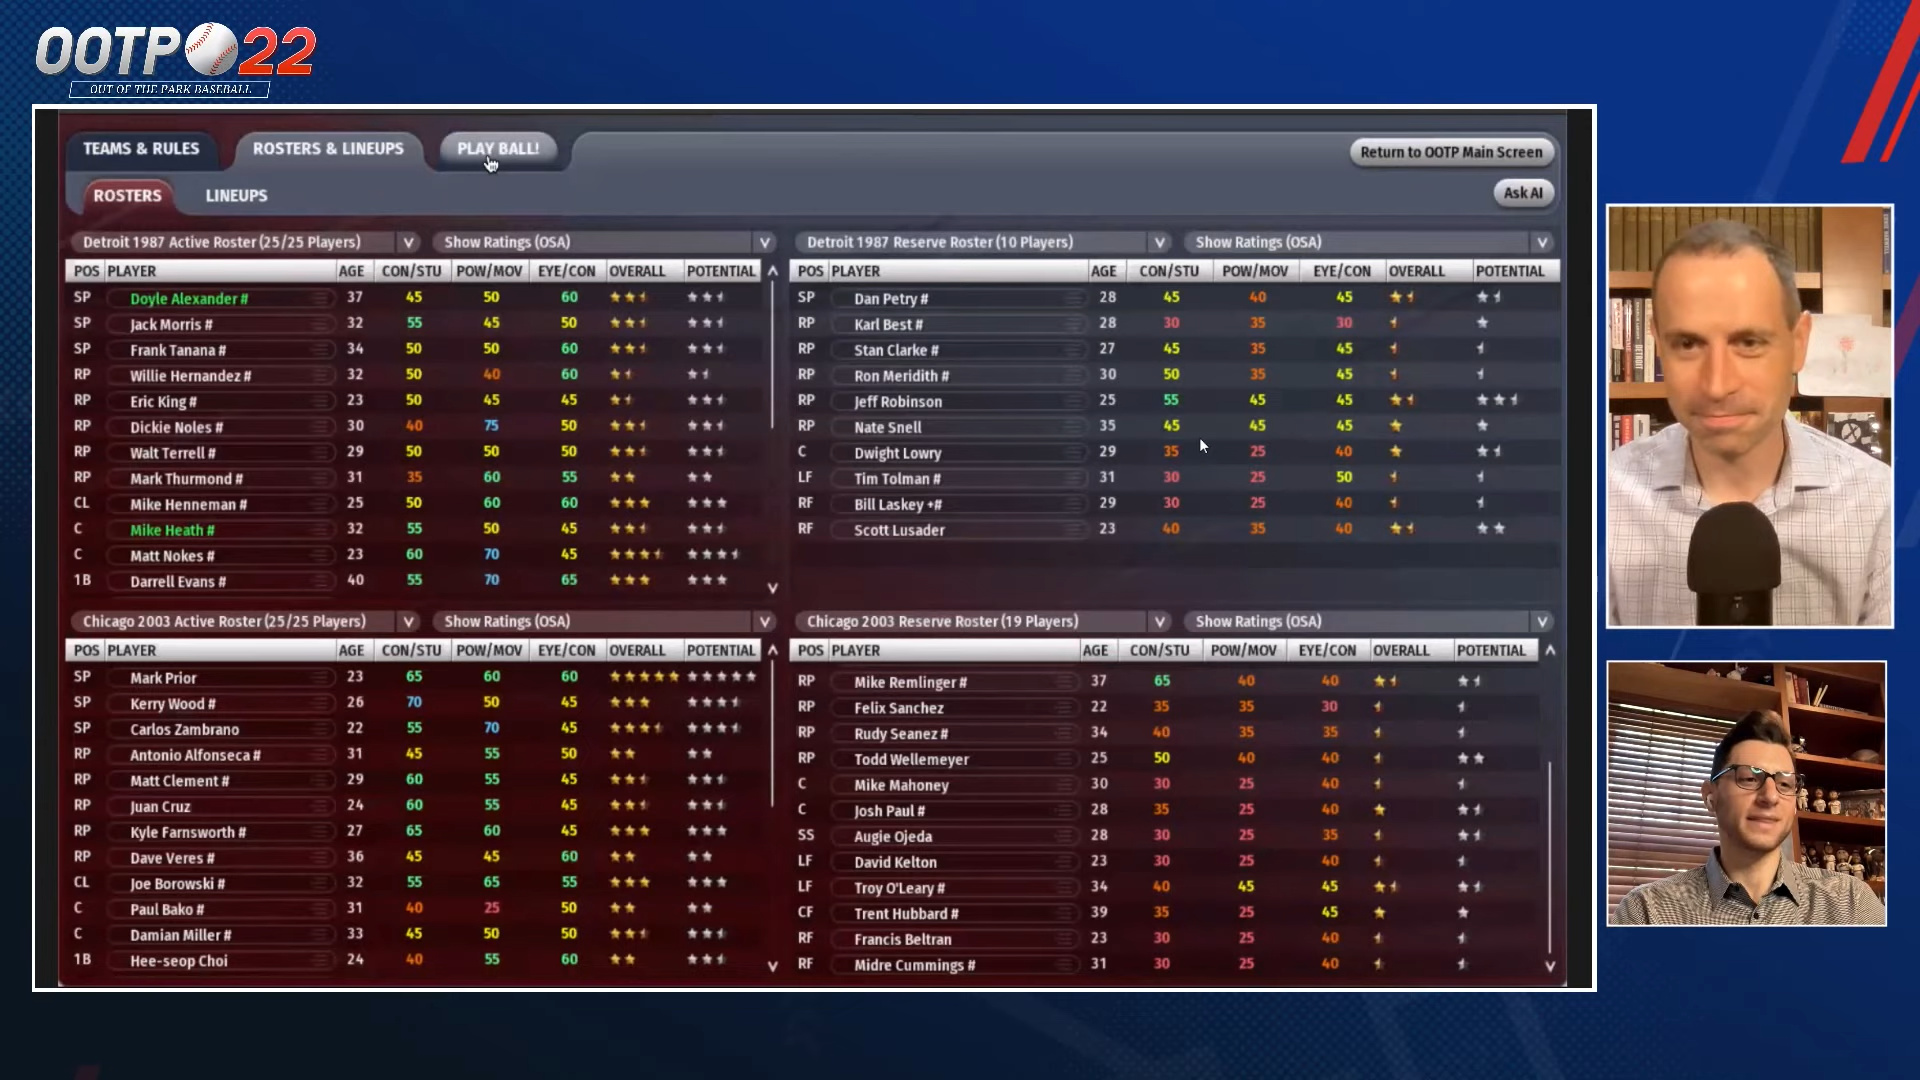 OOTP 22
OUT OF THE PARK BASEBALL
TEAMS & RULES ROSTERS & LINEUPS PLAY BALL! Return to OOTP Main Screen
ROSTERS LINEUPS Ask AI
Detroit 1987 Active Roster (25/25 Players) Show Ratings (OSA)
POS PLAYER AGE CON/STU POW/MOV EYE/CON OVERALL POTENTIAL
SP Doyle Alexander # 37 45 50 60
SP Jack Morris # 32 55 45 50
SP Frank Tanana # 34 50 50 60
RP Willie Hernandez # 32 50 40 60
RP Eric King # 23 50 45 45
RP Dickie Noles # 30 40 75 50
RP Walt Terrell # 29 50 50 50
RP Mark Thurmond # 31 35 60 55
CL Mike Henneman # 25 50 60 60
C Mike Heath # 32 55 50 45
C Matt Nokes # 23 60 70 45
1B Darrell Evans # 40 55 70 65
Detroit 1987 Reserve Roster (10 Players) Show Ratings (OSA)
POS PLAYER AGE CON/STU POW/MOV EYE/CON OVERALL POTENTIAL
SP Dan Petry # 28 45 40 45
RP Karl Best # 28 30 35 30
RP Stan Clarke # 27 45 35 45
RP Ron Meridith # 30 50 35 45
RP Jeff Robinson 25 55 45 45
RP Nate Snell 35 45 45 45
C Dwight Lowry 29 35 25 40
LF Tim Tolman # 31 30 25 50
RF Bill Laskey +# 29 30 25 40
RF Scott Lusader 23 40 35 40
Chicago 2003 Active Roster (25/25 Players) Show Ratings (OSA)
POS PLAYER AGE CON/STU POW/MOV EYE/CON OVERALL POTENTIAL
SP Mark Prior 23 65 60 60
SP Kerry Wood # 26 70 50 45
SP Carlos Zambrano 22 55 70 45
RP Antonio Alfonseca # 31 45 55 50
RP Matt Clement # 29 60 55 45
RP Juan Cruz 24 60 55 45
RP Kyle Farnsworth # 27 65 60 45
RP Dave Veres # 36 45 45 60
CL Joe Borowski # 32 55 65 55
C Paul Bako # 31 40 25 50
C Damian Miller # 33 45 50 50
1B Hee-seop Choi 24 40 55 60
Chicago 2003 Reserve Roster (19 Players) Show Ratings (OSA)
POS PLAYER AGE CON/STU POW/MOV EYE/CON OVERALL POTENTIAL
RP Mike Remlinger # 37 65 40 40
RP Felix Sanchez 22 35 35 30
RP Rudy Seanez # 34 40 35 35
RP Todd Wellemeyer 25 50 40 40
C Mike Mahoney 30 30 25 40
C Josh Paul # 28 35 25 40
SS Augie Ojeda 28 30 25 35
LF David Kelton 23 30 25 40
LF Troy O'Leary # 34 40 45 45
CF Trent Hubbard # 39 35 25 45
RF Francis Beltran 23 30 25 40
RF Midre Cummings # 31 30 25 40